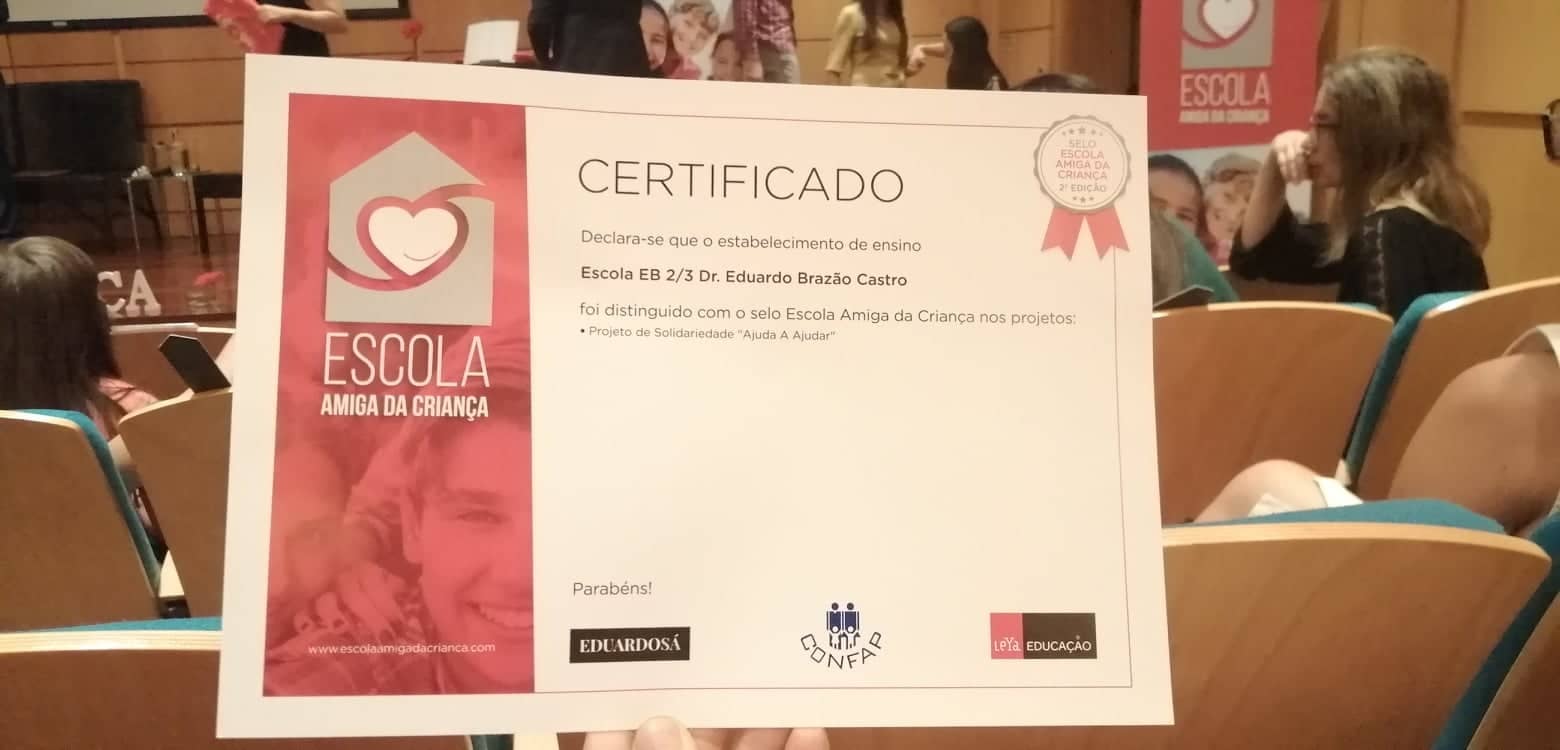 ESCOLA
AMIGA DA CRIANÇA
www.escolaamigadacrianca.com
CERTIFICADO
Declara-se que o estabelecimento de ensino
Escola EB 2/3 Dr. Eduardo Brazão Castro
foi distinguido com o selo Escola Amiga da Criança nos projetos:
• Projeto de Solidariedade "Ajuda A Ajudar"
SELO
ESCOLA
AMIGA DA
CRIANÇA
2ª EDIÇÃO
Parabéns!
EDUARDOSÁ
CONFAP
LeYa EDUCAÇÃO
ESCOLA
AMIGA DA CRIANÇA
ÇA